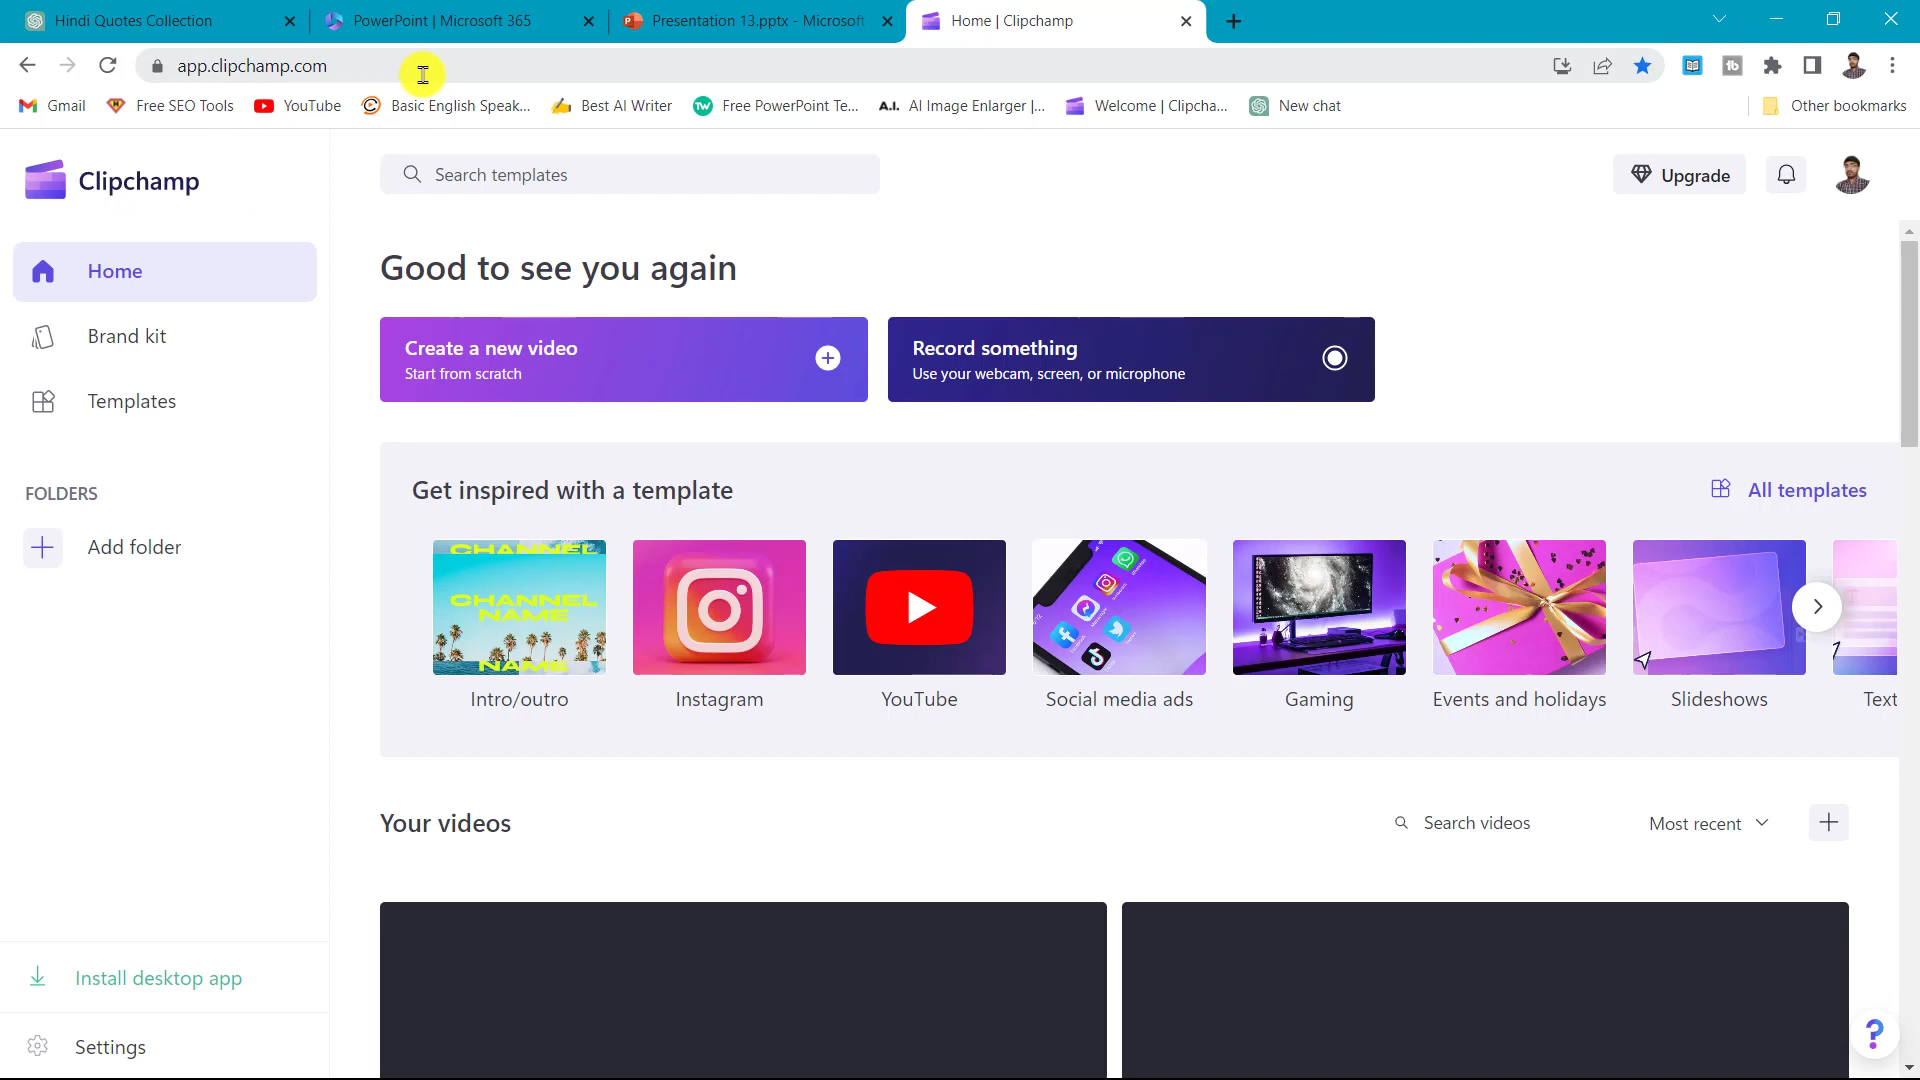 Hindi Quotes Collection
PowerPoint | Microsoft 365
Presentation 13.pptx - Microsoft
Home | Clipchamp
app.clipchamp.com
Gmail
Free SEO Tools
YouTube
Basic English Speak...
Best AI Writer
Free PowerPoint Te...
A.I. AI Image Enlarger |...
Welcome | Clipcha...
New chat
Other bookmarks
Clipchamp
Search templates
Upgrade
Home
Brand kit
Templates
FOLDERS
Add folder
Install desktop app
Settings
Good to see you again
Create a new video
Start from scratch
Record something
Use your webcam, screen, or microphone
Get inspired with a template
All templates
CHANNEL
CHANNEL
NAME
NAME
Intro/outro
Instagram
YouTube
Social media ads
Gaming
Events and holidays
Slideshows
Text
Your videos
Search videos
Most recent
?